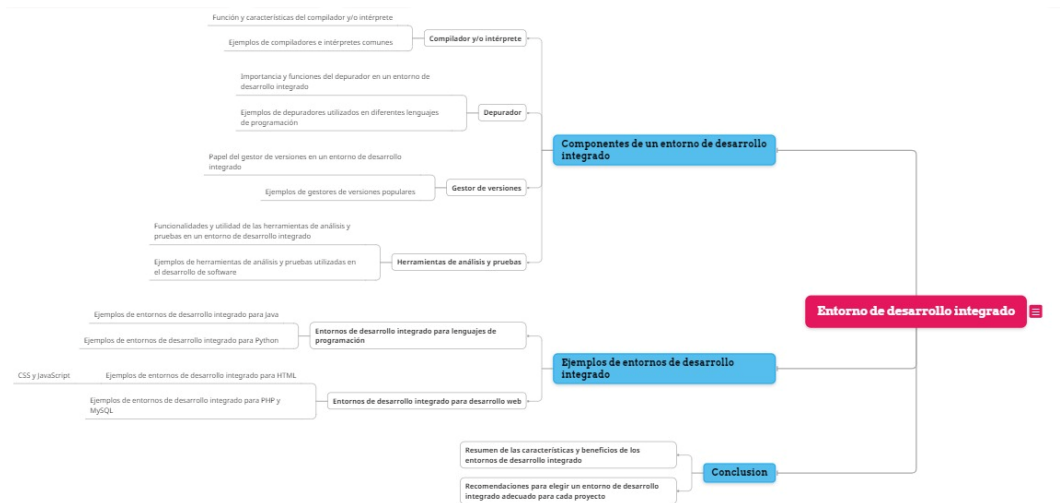 Entorno de desarrollo integrado
Componentes de un entorno de desarrollo
integrado
Compilador y/o intérprete
Función y características del compilador y/o intérprete
Ejemplos de compiladores e intérpretes comunes
Depurador
Importancia y funciones del depurador en un entorno de
desarrollo integrado
Ejemplos de depuradores utilizados en diferentes lenguajes
de programación
Gestor de versiones
Papel del gestor de versiones en un entorno de desarrollo
integrado
Ejemplos de gestores de versiones populares
Herramientas de análisis y pruebas
Funcionalidades y utilidad de las herramientas de análisis y
pruebas en un entorno de desarrollo integrado
Ejemplos de herramientas de análisis y pruebas utilizadas en
el desarrollo de software
Ejemplos de entornos de desarrollo
integrado
Entornos de desarrollo integrado para lenguajes de
programación
Ejemplos de entornos de desarrollo integrado para Java
Ejemplos de entornos de desarrollo integrado para Python
Entornos de desarrollo integrado para desarrollo web
Ejemplos de entornos de desarrollo integrado para HTML
CSS y JavaScript
Ejemplos de entornos de desarrollo integrado para PHP y
MySQL
Conclusion
Resumen de las características y beneficios de los
entornos de desarrollo integrado
Recomendaciones para elegir un entorno de desarrollo
integrado adecuado para cada proyecto